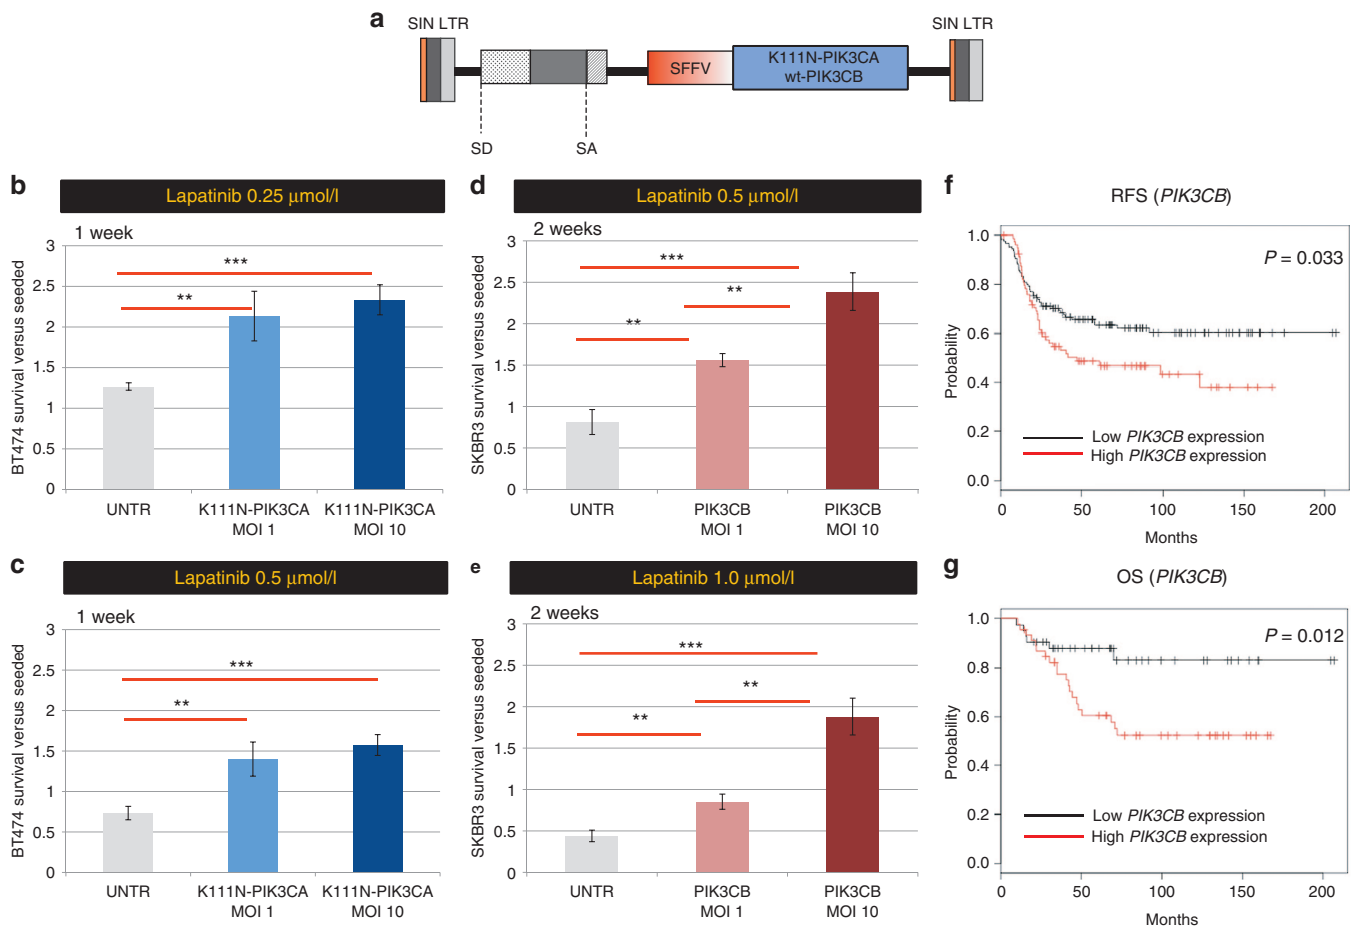 a
SIN LTR
SIN LTR
SFFV
K111N-PIK3CA
wt-PIK3CB
SD
SA
b
Lapatinib 0.25 μmol/l
1 week
BT474 survival versus seeded
3
2.5
2
1.5
1
0.5
0
**
***
UNTR
K111N-PIK3CA
MOI 1
K111N-PIK3CA
MOI 10
c
Lapatinib 0.5 μmol/l
1 week
BT474 survival versus seeded
3
2.5
2
1.5
1
0.5
0
**
***
UNTR
K111N-PIK3CA
MOI 1
K111N-PIK3CA
MOI 10
d
Lapatinib 0.5 μmol/l
2 weeks
SKBR3 survival versus seeded
3
2.5
2
1.5
1
0.5
0
***
**
**
UNTR
PIK3CB
MOI 1
PIK3CB
MOI 10
e
Lapatinib 1.0 μmol/l
2 weeks
SKBR3 survival versus seeded
3
2.5
2
1.5
1
0.5
0
***
**
**
UNTR
PIK3CB
MOI 1
PIK3CB
MOI 10
f
RFS (PIK3CB)
P = 0.033
Probability
1.0
0.8
0.6
0.4
0.2
0.0
Low PIK3CB expression
High PIK3CB expression
0 50 100 150 200
Months
g
OS (PIK3CB)
P = 0.012
Probability
1.0
0.8
0.6
0.4
0.2
0.0
Low PIK3CB expression
High PIK3CB expression
0 50 100 150 200
Months